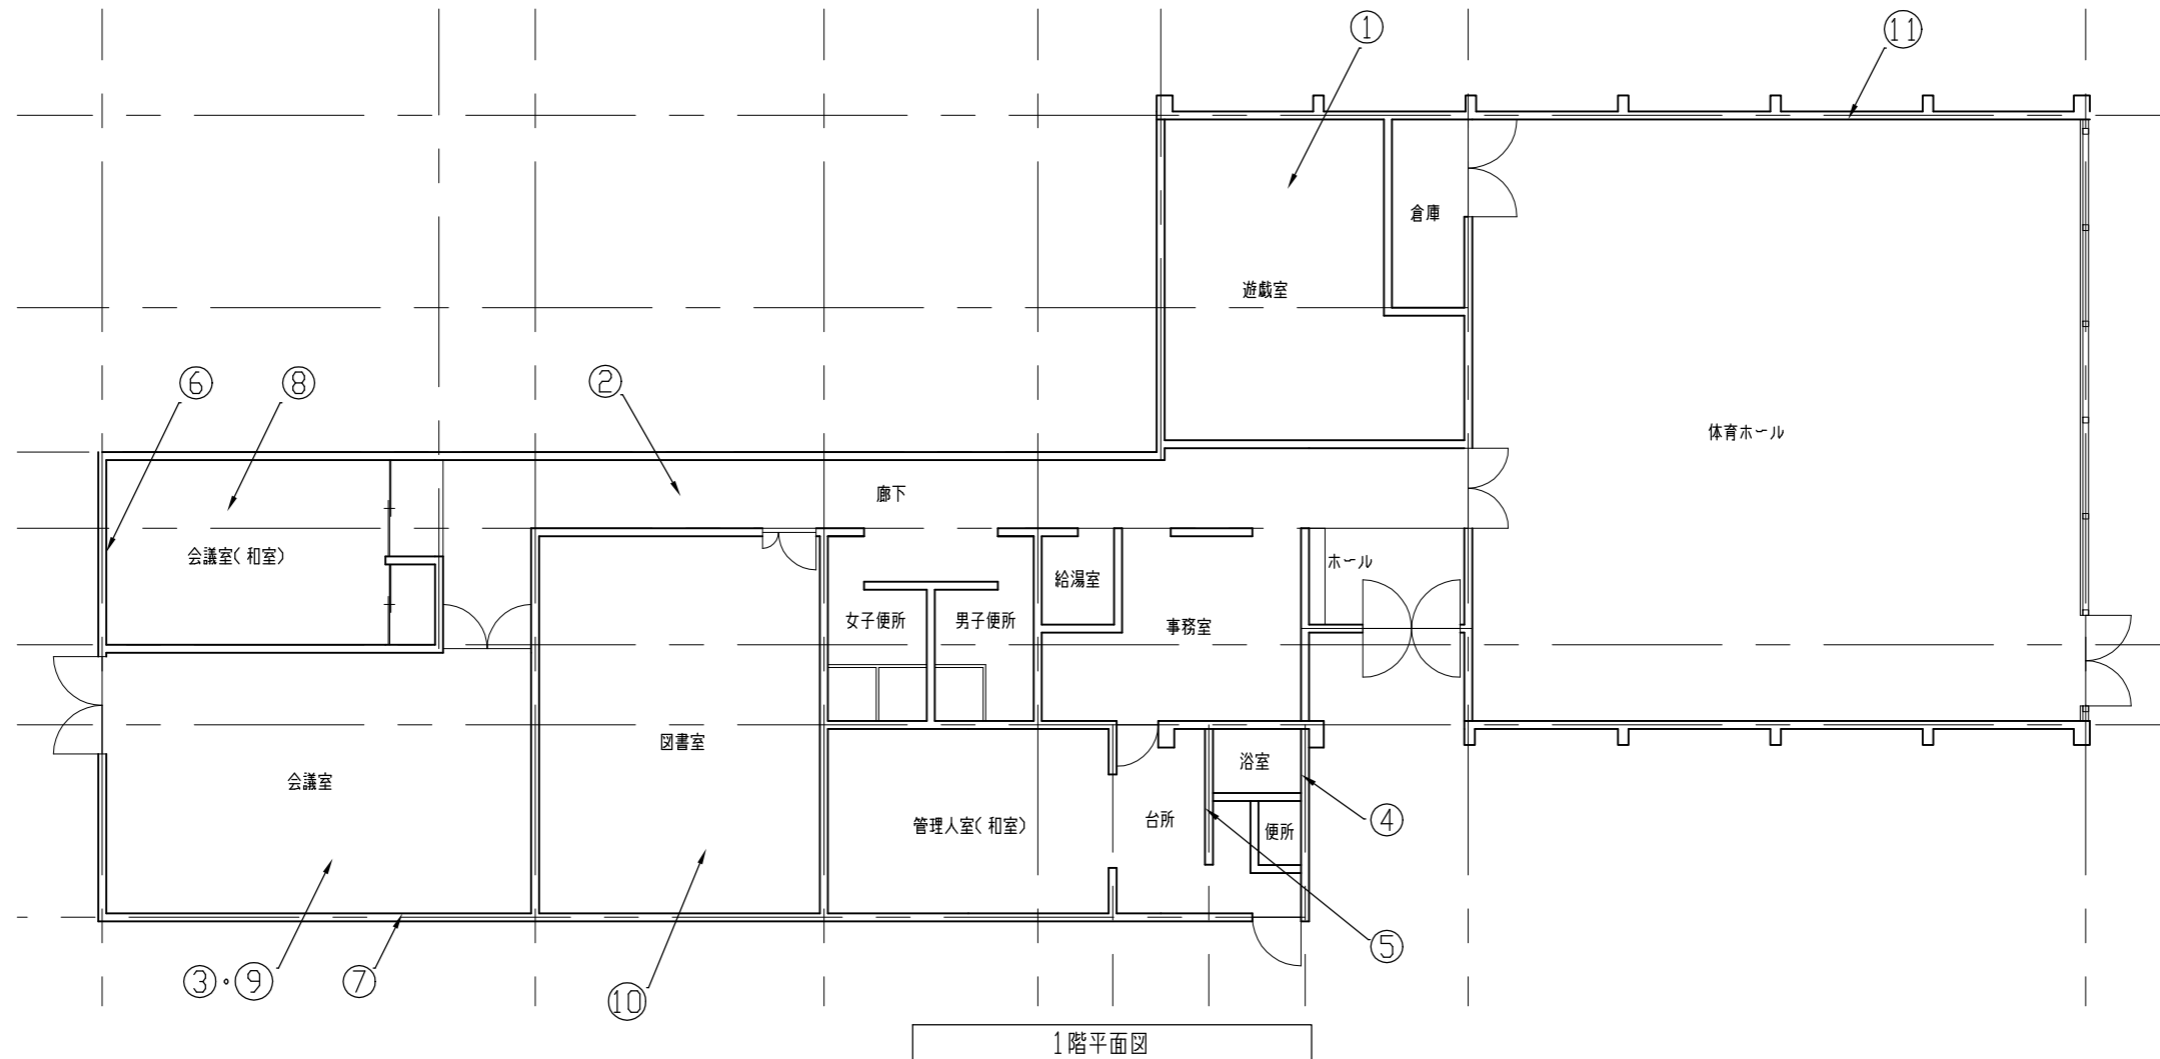 ①
⑪
倉庫
遊戯室
体育ホール
⑥
⑧
②
廊下
会議室(和室)
ホール
給湯室
女子便所
男子便所
事務室
図書室
会議室
浴室
管理人室(和室)
台所
便所
④
⑤
③・⑨
⑦
⑩
1階平面図